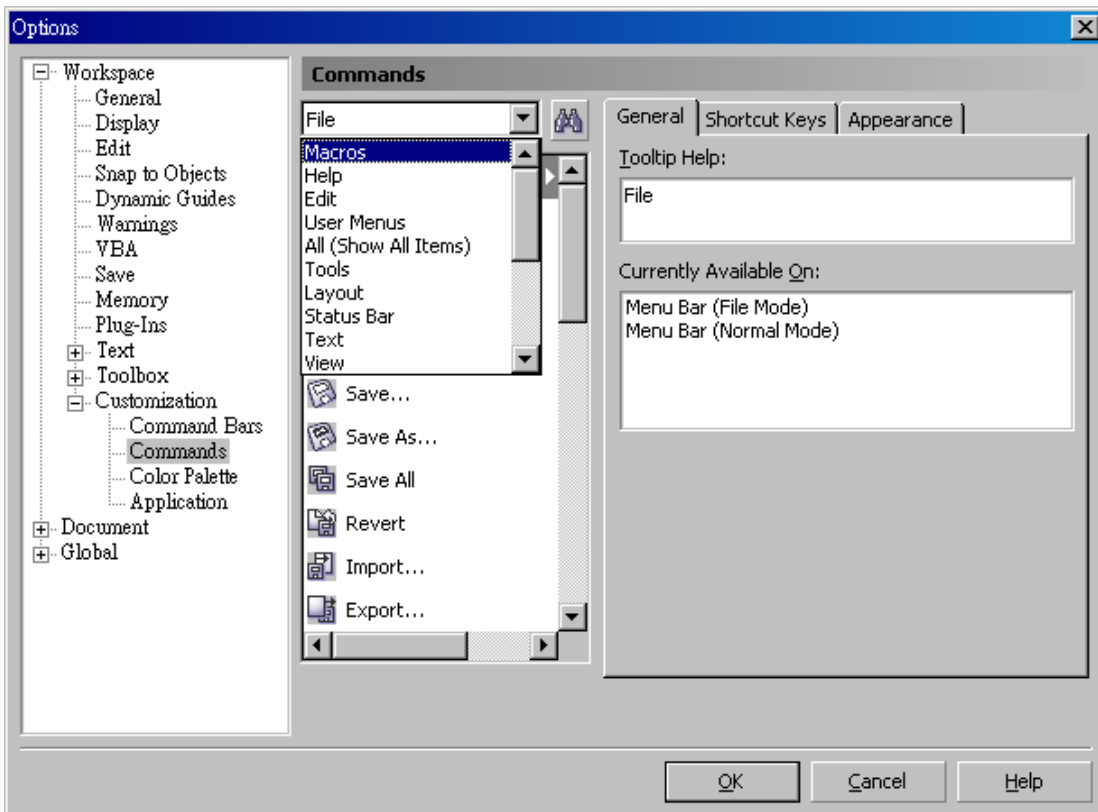 Options
Workspace
General
Display
Edit
Snap to Objects
Dynamic Guides
Warnings
VBA
Save
Memory
Plug-Ins
Text
Toolbox
Customization
Command Bars
Commands
Color Palette
Application
Document
Global
Commands
File
Macros
Help
Edit
User Menus
All (Show All Items)
Tools
Layout
Status Bar
Text
View
Save...
Save As...
Save All
Revert
Import...
Export...
General
Shortcut Keys
Appearance
Tooltip Help:
File
Currently Available On:
Menu Bar (File Mode)
Menu Bar (Normal Mode)
OK
Cancel
Help